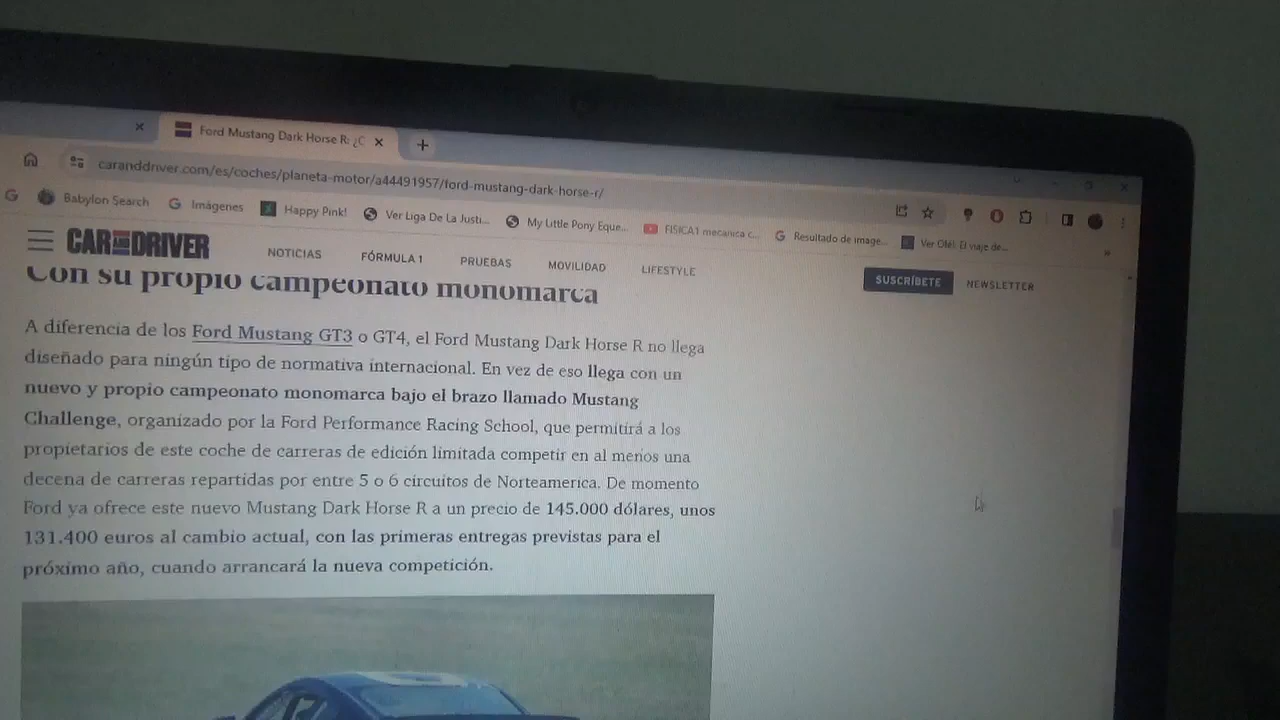 Ford Mustang Dark Horse R: ¿C
caranddriver.com/es/coches/planeta-motor/a44491957/ford-mustang-dark-horse-r/
Babylon Search
Imágenes
Happy Pink!
Ver Liga De La Justi...
My Little Pony Eque...
FISICA1 mecanica c...
Resultado de image...
Ver Olé!: El viaje de...
CAR AND DRIVER
NOTICIAS
FÓRMULA 1
PRUEBAS
MOVILIDAD
LIFESTYLE
SUSCRÍBETE
NEWSLETTER
Con su propio campeonato monomarca
A diferencia de los Ford Mustang GT3 o GT4, el Ford Mustang Dark Horse R no llega
diseñado para ningún tipo de normativa internacional. En vez de eso llega con un
nuevo y propio campeonato monomarca bajo el brazo llamado Mustang
Challenge, organizado por la Ford Performance Racing School, que permitirá a los
propietarios de este coche de carreras de edición limitada competir en al menos una
decena de carreras repartidas por entre 5 o 6 circuitos de Norteamerica. De momento
Ford ya ofrece este nuevo Mustang Dark Horse R a un precio de 145.000 dólares, unos
131.400 euros al cambio actual, con las primeras entregas previstas para el
próximo año, cuando arrancará la nueva competición.